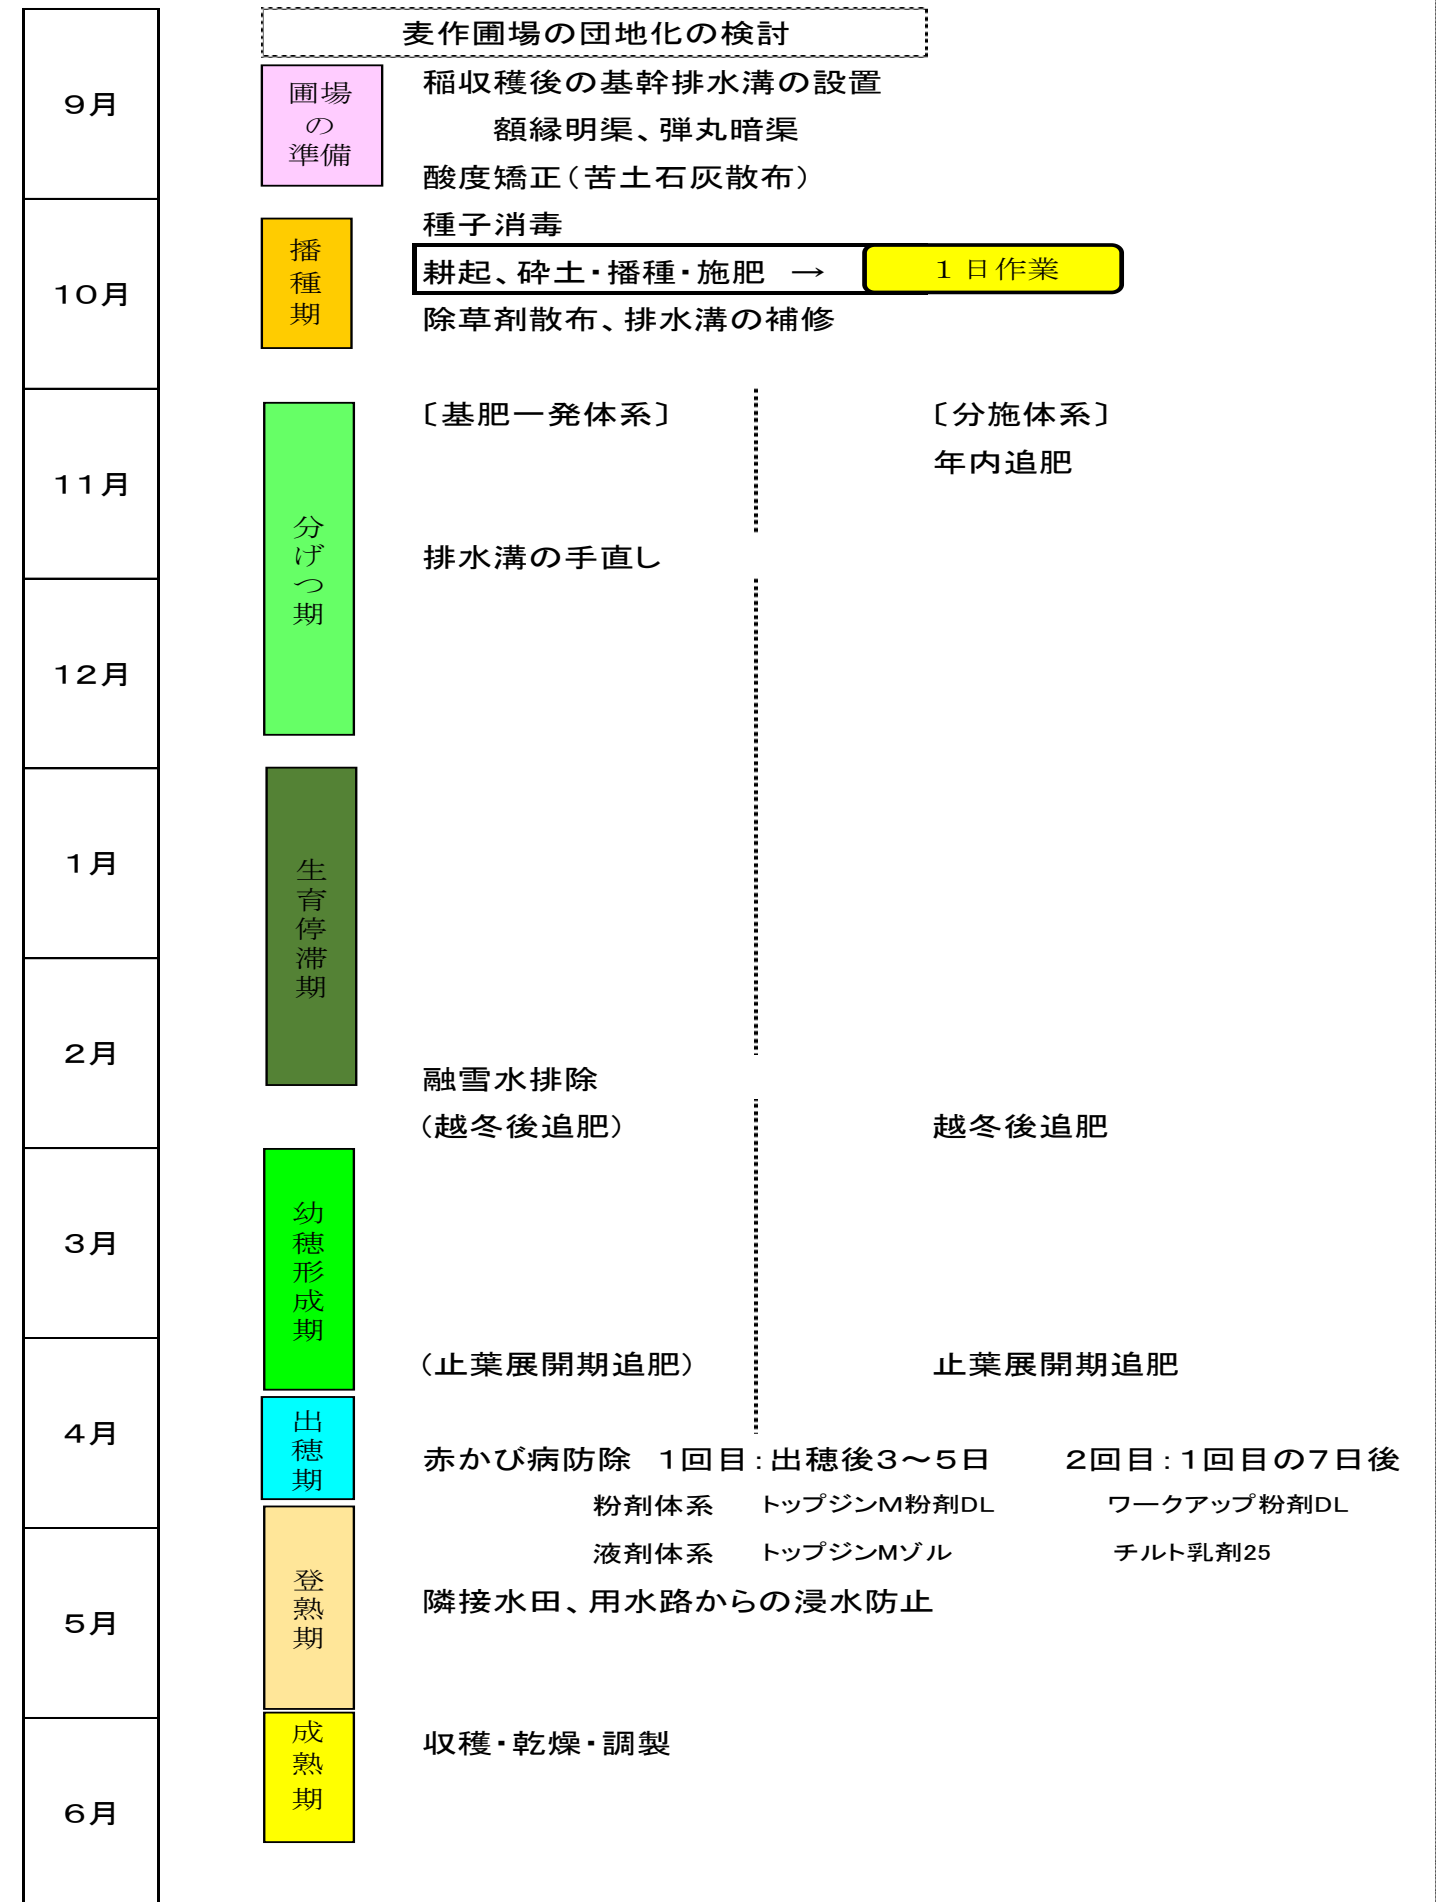 麦作圃場の団地化の検討
9月
圃場の準備
稲収穫後の基幹排水溝の設置
額縁明渠、弾丸暗渠
酸度矯正(苦土石灰散布)
10月
播種期
種子消毒
耕起、砕土・播種・施肥 → 1日作業
除草剤散布、排水溝の補修
〔基肥一発体系〕 〔分施体系〕
年内追肥
11月
分げつ期
排水溝の手直し
12月
1月
生育停滞期
2月
融雪水排除
(越冬後追肥) 越冬後追肥
3月
幼穂形成期
(止葉展開期追肥) 止葉展開期追肥
4月
出穂期
赤かび病防除 1回目:出穂後3~5日 2回目:1回目の7日後
粉剤体系 トップジンM粉剤DL ワークアップ粉剤DL
液剤体系 トップジンMゾル チルト乳剤25
登熟期
隣接水田、用水路からの浸水防止
5月
成熟期
収穫・乾燥・調製
6月